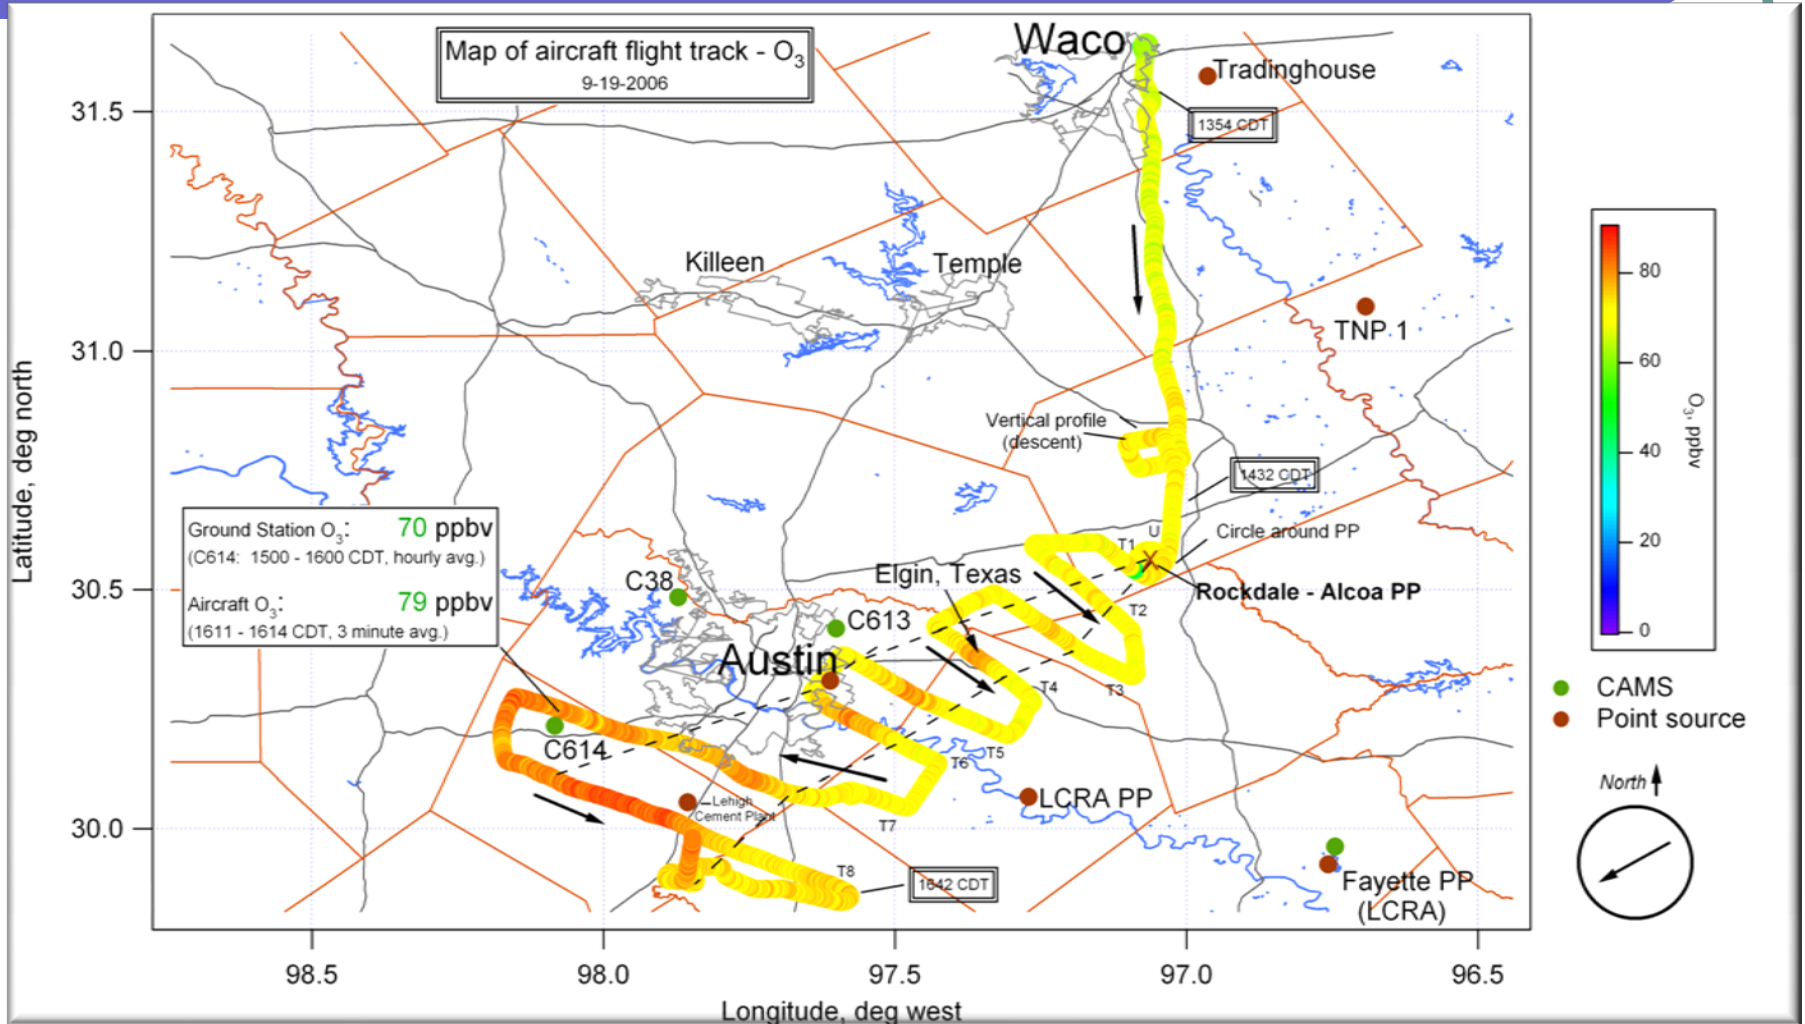 Map of aircraft flight track - O3
9-19-2006
Waco
Tradinghouse
1354 CDT
31.5
Killeen
Temple
TNP 1
31.0
Latitude, deg north
Vertical profile
(descent)
1432 CDT
Circle around PP
U
T1
Rockdale - Alcoa PP
30.5
Ground Station O3: 70 ppbv
(C614: 1500 - 1600 CDT, hourly avg.)
Aircraft O3: 79 ppbv
(1611 - 1614 CDT, 3 minute avg.)
C38
Elgin, Texas
C613
T2
Austin
T3
T4
T5
T6
C614
Lehigh
Cement Plant
LCRA PP
T7
30.0
T8
1642 CDT
Fayette PP
(LCRA)
98.5
98.0
97.5
97.0
96.5
Longitude, deg west
80
60
40
20
0
O3, ppbv
CAMS
Point source
North